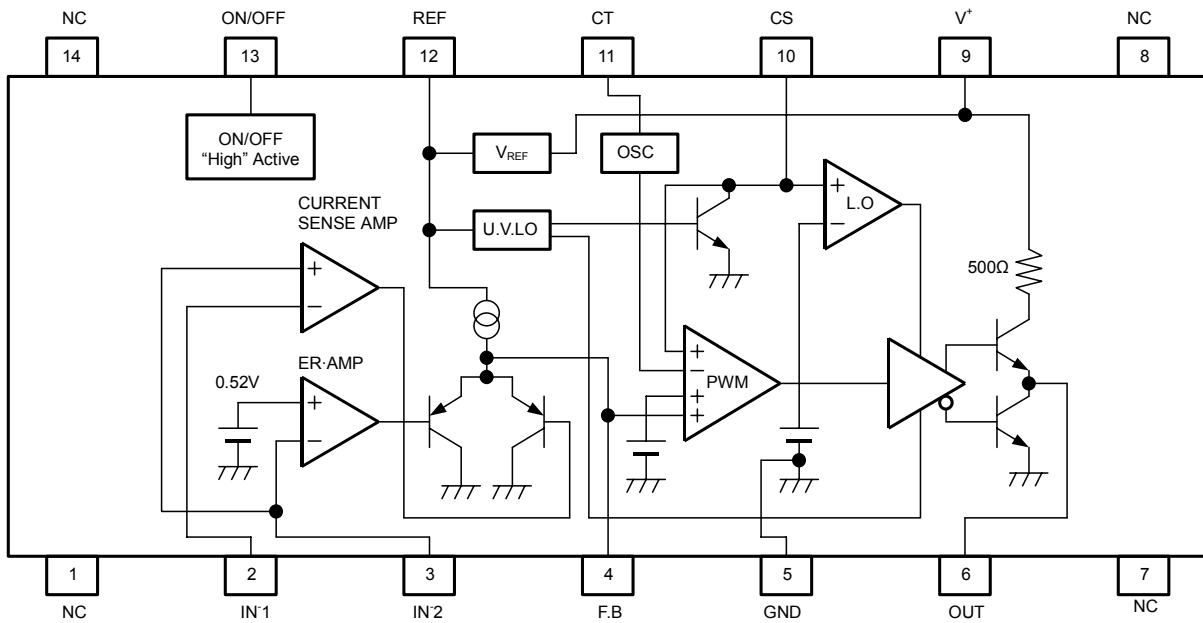 NC ON/OFF REF CT CS V+ NC
14 13 12 11 10 9 8
ON/OFF
“High” Active
VREF
OSC
CURRENT
SENSE AMP
U.V.LO
+
L.O
−
500Ω
+
−
ER·AMP
0.52V
+
−
+
−
+
+
PWM
1 2 3 4 5 6 7
NC IN-1 IN-2 F.B GND OUT NC